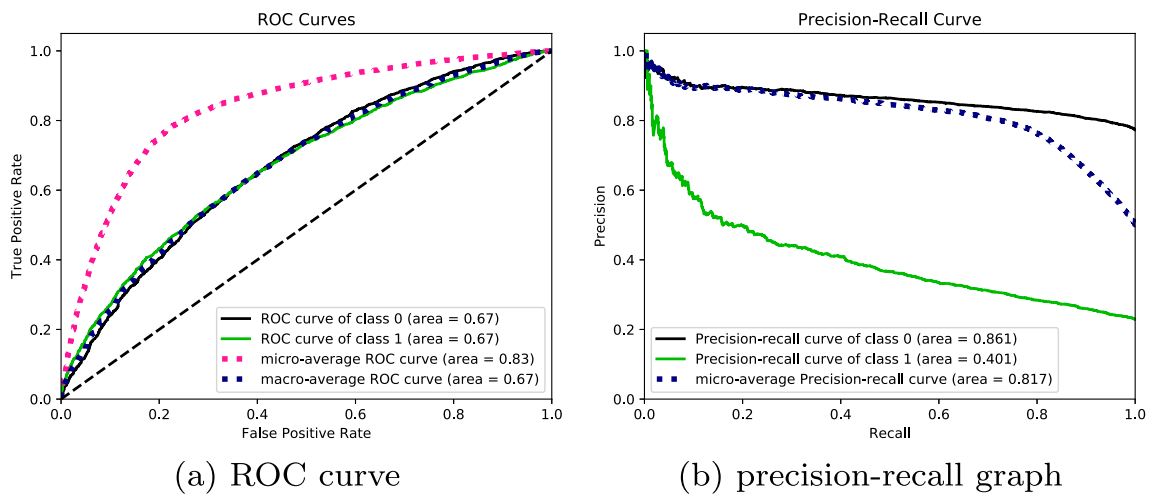 ROC Curves
1.0
0.8
0.6
0.4
0.2
0.0
True Positive Rate
0.0 0.2 0.4 0.6 0.8 1.0
False Positive Rate
ROC curve of class 0 (area = 0.67)
ROC curve of class 1 (area = 0.67)
micro-average ROC curve (area = 0.83)
macro-average ROC curve (area = 0.67)
(a) ROC curve
Precision-Recall Curve
1.0
0.8
0.6
0.4
0.2
0.0
Precision
0.0 0.2 0.4 0.6 0.8 1.0
Recall
Precision-recall curve of class 0 (area = 0.861)
Precision-recall curve of class 1 (area = 0.401)
micro-average Precision-recall curve (area = 0.817)
(b) precision-recall graph